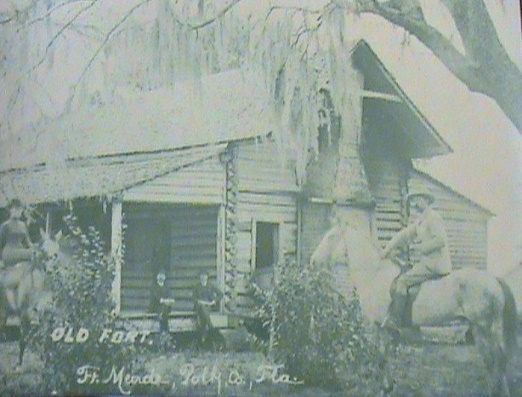 OLD FORT.
Ft. Meade, Polk Co, Fla.